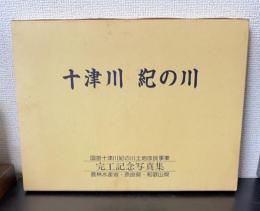 十津川 紀の川
国営十津川紀の川土地改良事業
完工記念写真集
農林水産省・奈良県・和歌山県